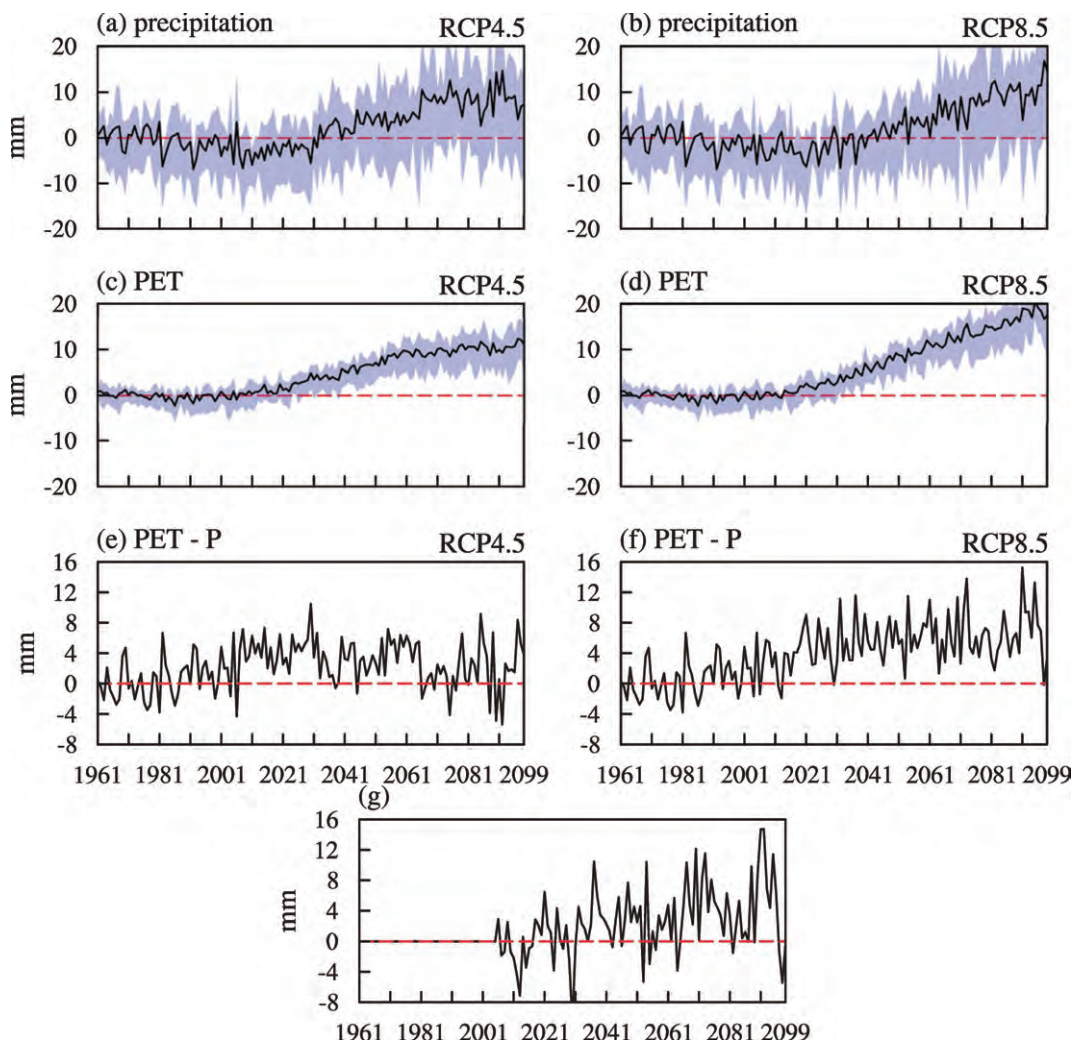 (a) precipitation RCP4.5 (b) precipitation RCP8.5
20 20
10 10
mm 0 0
-10 -10
-20 -20
(c) PET RCP4.5 (d) PET RCP8.5
20 20
10 10
mm 0 0
-10 -10
-20 -20
(e) PET - P RCP4.5 (f) PET - P RCP8.5
16 16
12 12
8 8
mm 4 4
0 0
-4 -4
-8 -8
1961 1981 2001 2021 2041 2061 2081 2099 1961 1981 2001 2021 2041 2061 2081 2099
(g)
16
12
8
mm 4
0
-4
-8
1961 1981 2001 2021 2041 2061 2081 2099